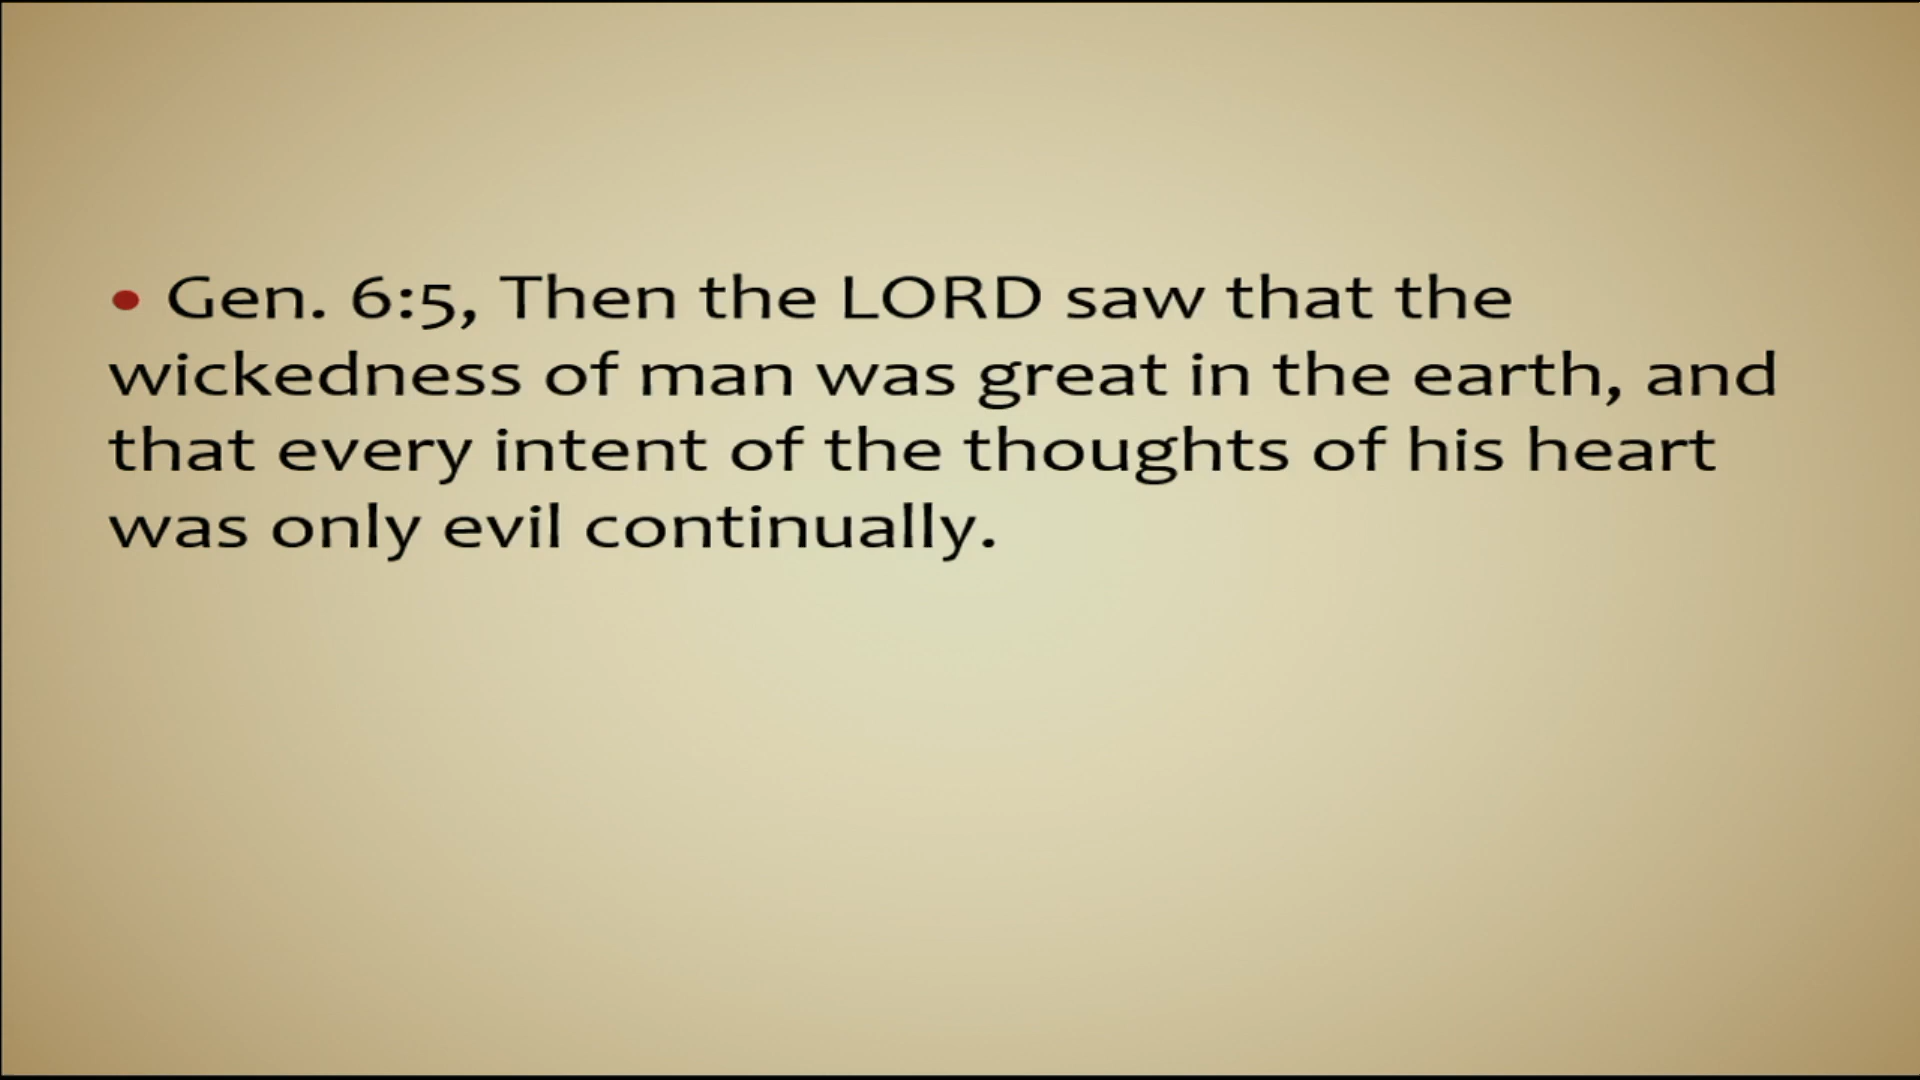 • Gen. 6:5, Then the LORD saw that the
wickedness of man was great in the earth, and
that every intent of the thoughts of his heart
was only evil continually.